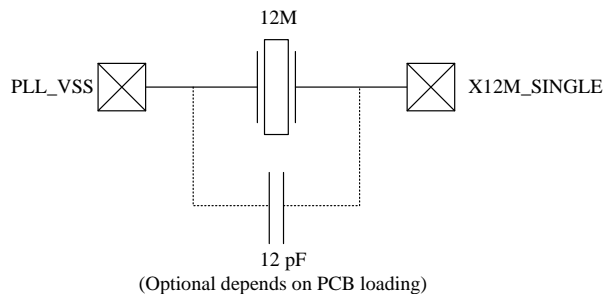 12M
PLL_VSS
X12M_SINGLE
12 pF
(Optional depends on PCB loading)